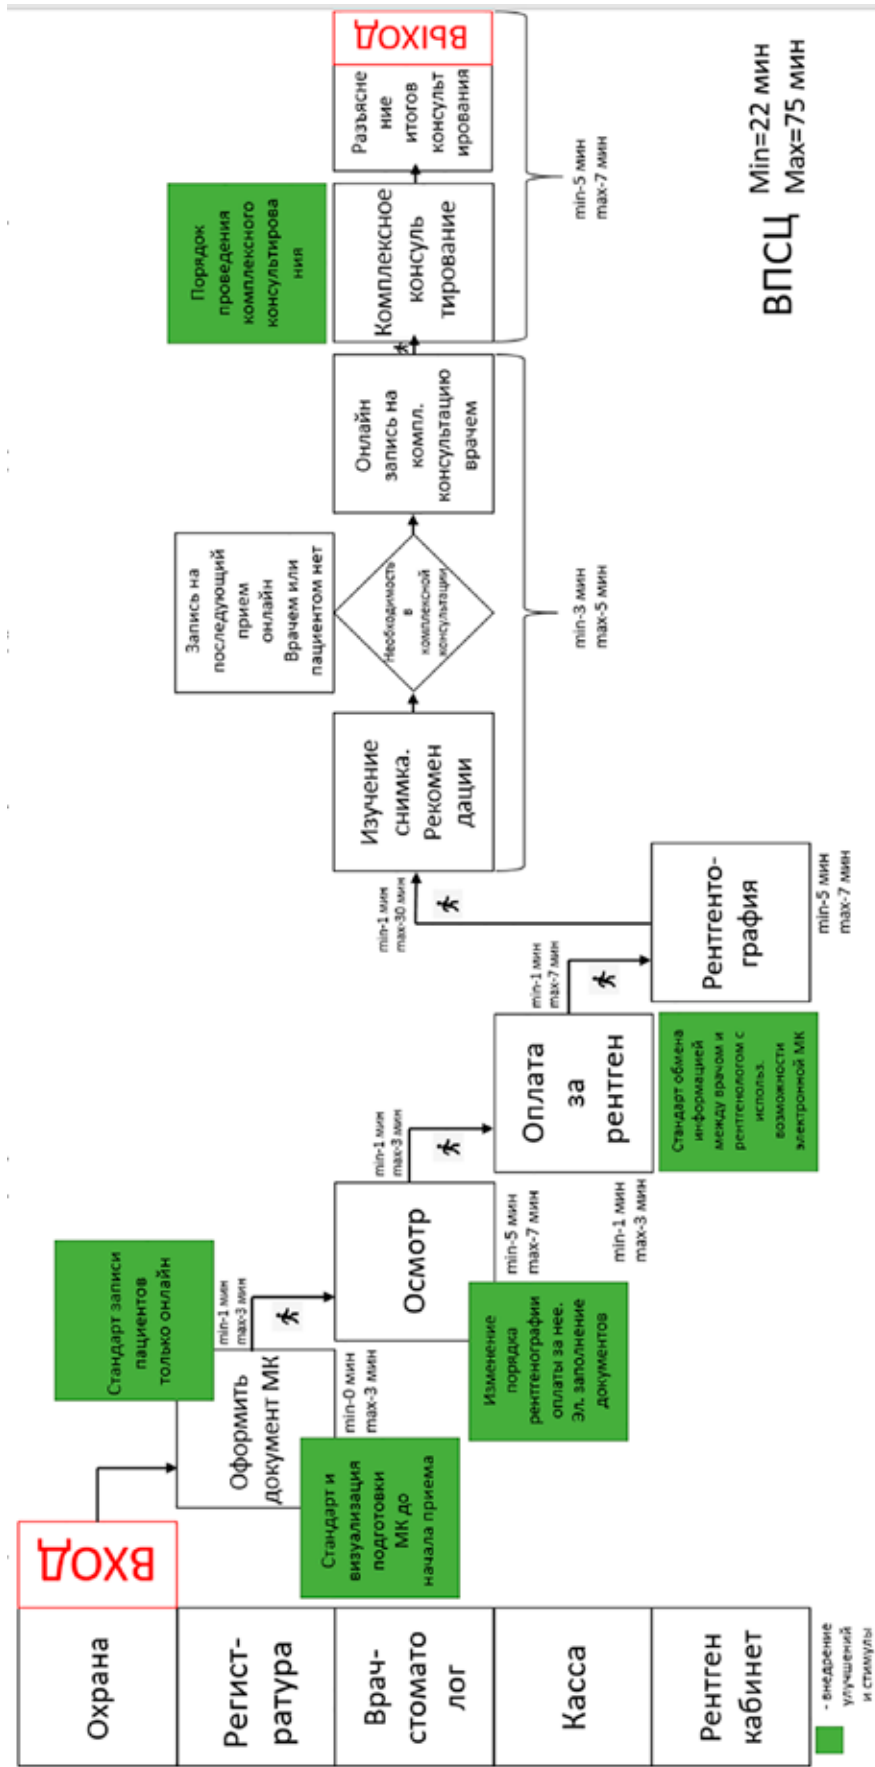 Охрана
Регист-
ратура
Врач-
стомато
лог
Касса
Рентген
кабинет
- внедрение
улучшений
и стимулы
ВХОД
Стандарт записи
пациентов
только онлайн
Оформить
документ МК
min-1 мин
max-3 мин
Стандарт и
визуализация
подготовки
МК до
начала приема
min-0 мин
max-3 мин
Осмотр
min-1 мин
max-3 мин
Изменение
порядка
рентгенографии
оплаты за нее.
Эл. заполнение
документов
min-5 мин
max-7 мин
Оплата
за
рентген
min-1 мин
max-3 мин
min-1 мин
max-7 мин
Стандарт обмена
информацией
между врачом и
рентгенологом с
использ.
возможности
электронной МК
Рентгенто-
графия
min-5 мин
max-7 мин
min-1 мин
max-30 мин
Изучение
снимка.
Рекомен
дации
Запись на
последующий
прием
онлайн
Врачем или
пациентом нет
Необходимость
в
комплексной
консультации
Онлайн
запись на
компл.
консультацию
врачем
min-3 мин
max-5 мин
Порядок
проведения
комплексного
консультирова
ния
Комплексное
консуль
тирование
Разъясне
ние
итогов
консульт
ирования
ВЫХОД
min-5 мин
max-7 мин
ВПСЦ
Min=22 мин
Max=75 мин